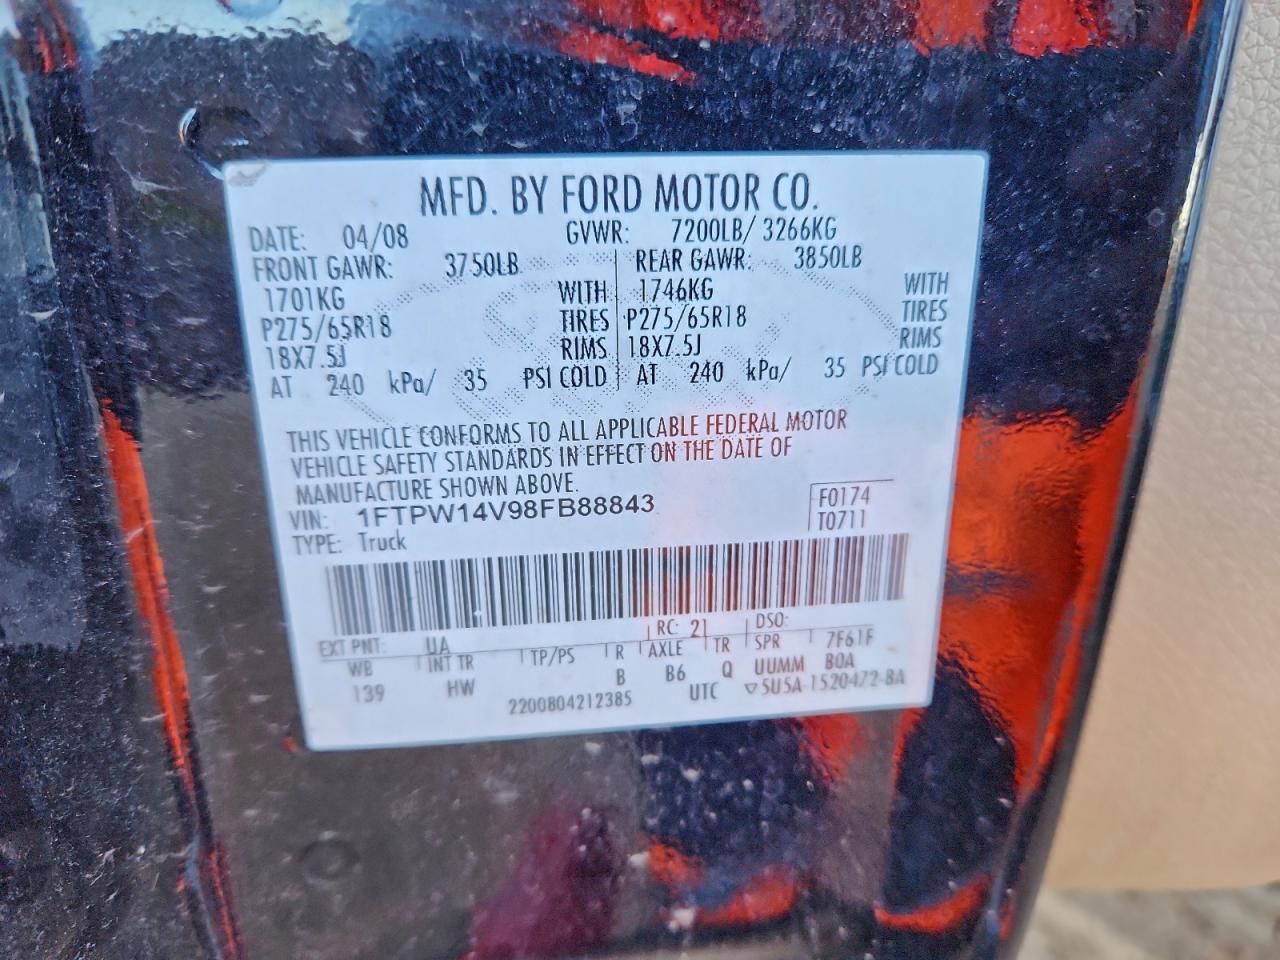 MFD. BY FORD MOTOR CO.
DATE: 04/08 GVWR: 7200LB/ 3266KG
FRONT GAWR: 3750LB REAR GAWR: 3850LB
1701KG WITH 1746KG WITH
P275/65R18 TIRES P275/65R18 TIRES
18X7.5J RIMS 18X7.5J RIMS
AT 240 kPa/ 35 PSI COLD AT 240 kPa/ 35 PSI COLD
THIS VEHICLE CONFORMS TO ALL APPLICABLE FEDERAL MOTOR
VEHICLE SAFETY STANDARDS IN EFFECT ON THE DATE OF
MANUFACTURE SHOWN ABOVE.
VIN: 1FTPW14V98FB88843 F0174
TYPE: Truck T0711
EXT PNT: UA RC: 21 DSO:
WB INT TR TP/PS R AXLE TR SPR 7F61F
139 HW B B6 Q UUMM B0A
2200804212385 UTC ▽5U5A-1520472-BA